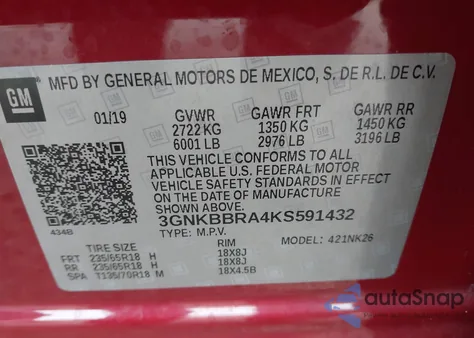 GM
MFD BY GENERAL MOTORS DE MEXICO, S. DE R.L. DE C.V.
01/19 GVWR GAWR FRT GAWR RR
2722 KG 1350 KG 1450 KG
6001 LB 2976 LB 3196 LB
THIS VEHICLE CONFORMS TO ALL
APPLICABLE U.S. FEDERAL MOTOR
VEHICLE SAFETY STANDARDS IN EFFECT
ON THE DATE OF MANUFACTURE
SHOWN ABOVE.
3GNKBBRA4KS591432
434B TYPE: M.P.V. MODEL: 421NK26
TIRE SIZE RIM
FRT 235/65R18 H 18X8J
RR 235/65R18 H 18X8J
SPA T135/70R18 M 18X4.5B
autoSnap